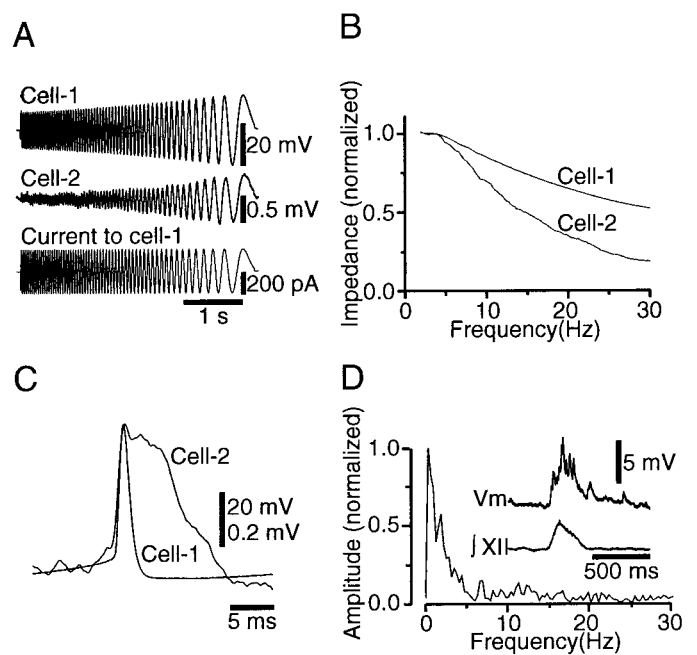 A
Cell-1
20 mV
Cell-2
0.5 mV
Current to cell-1
200 pA
1 s
B
Impedance (normalized)
1.0
0.5
0.0
Cell-1
Cell-2
0
10
20
30
Frequency(Hz)
C
Cell-2
20 mV
0.2 mV
Cell-1
5 ms
D
Amplitude (normalized)
1.0
0.5
0.0
5 mV
Vm
∫ XII
500 ms
0
10
20
30
Frequency(Hz)